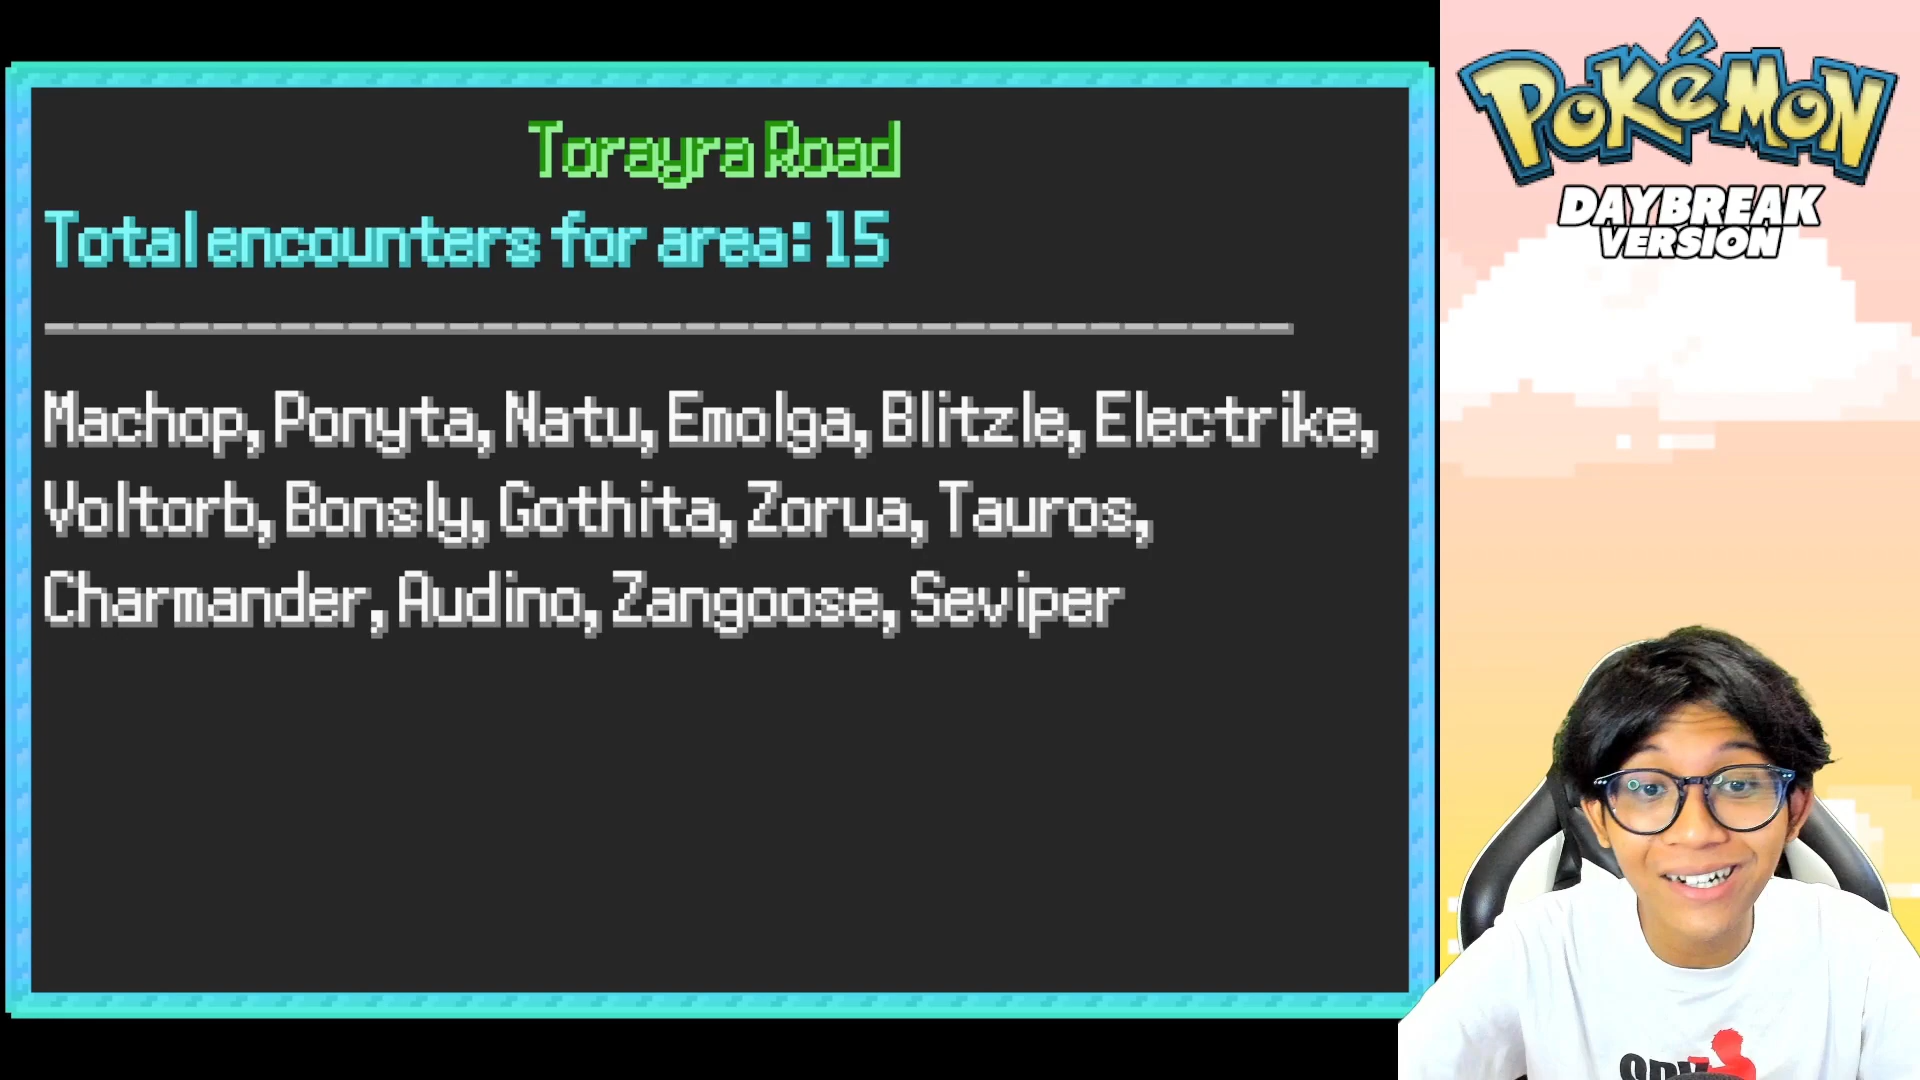 Torayra Road
Total encounters for area: 15
Machop, Ponyta, Natu, Emolga, Blitzle, Electrike,
Voltorb, Bonsly, Gothita, Zorua, Tauros,
Charmander, Audino, Zangoose, Seviper
POKéMON
DAYBREAK
VERSION